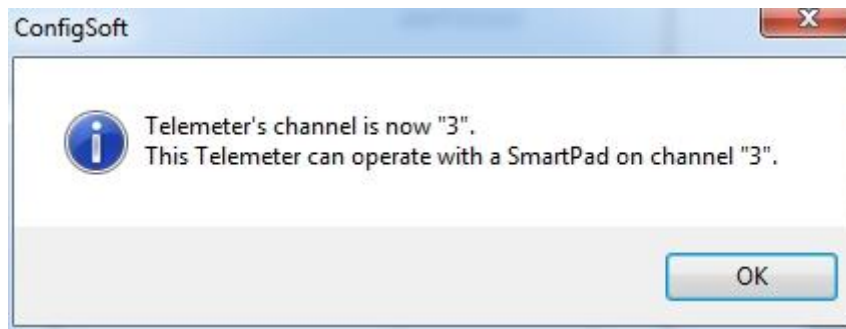 ConfigSoft
Telemeter's channel is now "3".
This Telemeter can operate with a SmartPad on channel "3".
OK